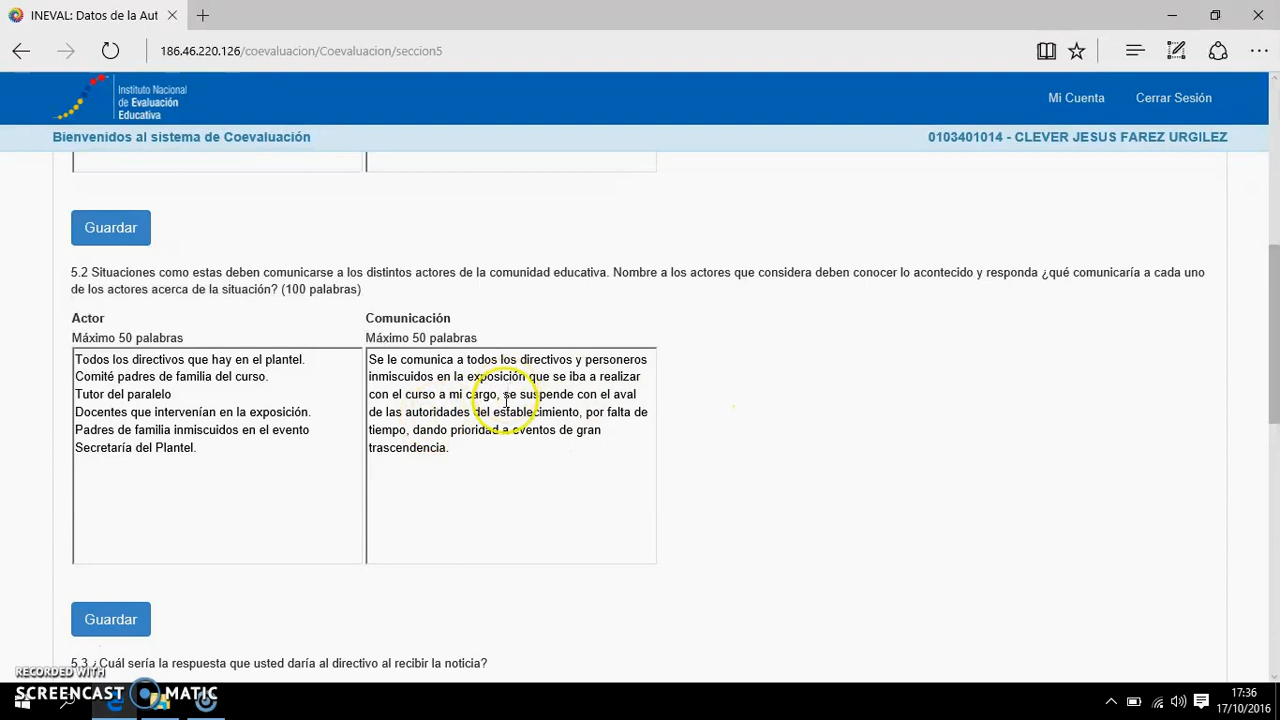 INEVAL: Datos de la Aut
186.46.220.126/coevaluacion/Coevaluacion/seccion5
Instituto Nacional
de Evaluación
Educativa
Mi Cuenta
Cerrar Sesión
Bienvenidos al sistema de Coevaluación
0103401014 - CLEVER JESUS FAREZ URGILEZ
Guardar
5.2 Situaciones como estas deben comunicarse a los distintos actores de la comunidad educativa. Nombre a los actores que considera deben conocer lo acontecido y responda ¿qué comunicaría a cada uno
de los actores acerca de la situación? (100 palabras)
Actor
Máximo 50 palabras
Todos los directivos que hay en el plantel.
Comité padres de familia del curso.
Tutor del paralelo
Docentes que intervenían en la exposición.
Padres de familia inmiscuidos en el evento
Secretaría del Plantel.
Comunicación
Máximo 50 palabras
Se le comunica a todos los directivos y personeros
inmiscuidos en la exposición que se iba a realizar
con el curso a mi cargo, se suspende con el aval
de las autoridades del establecimiento, por falta de
tiempo, dando prioridad a eventos de gran
trascendencia.
Guardar
5.3 ¿Cuál sería la respuesta que usted daría al directivo al recibir la noticia?
RECORDED WITH
SCREENCAST MATIC
17:36
17/10/2016